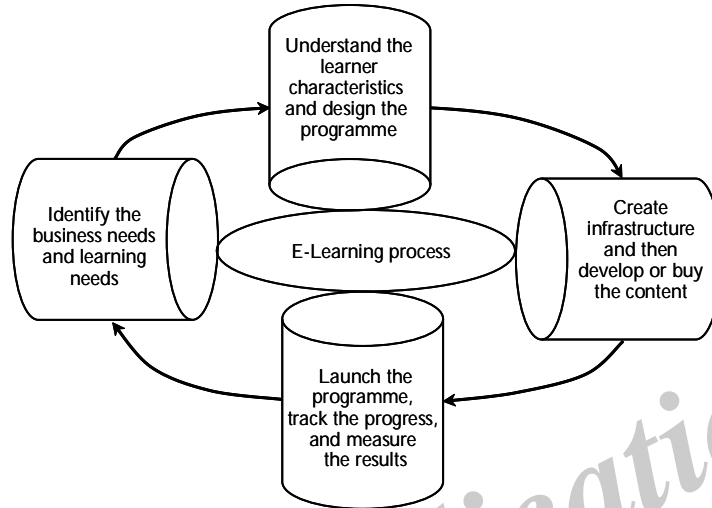 Understand the
learner
characteristics
and design the
programme
Identify the
business needs
and learning
needs
E-Learning process
Create
infrastructure
and then
develop or buy
the content
Launch the
programme,
track the progress,
and measure
the results